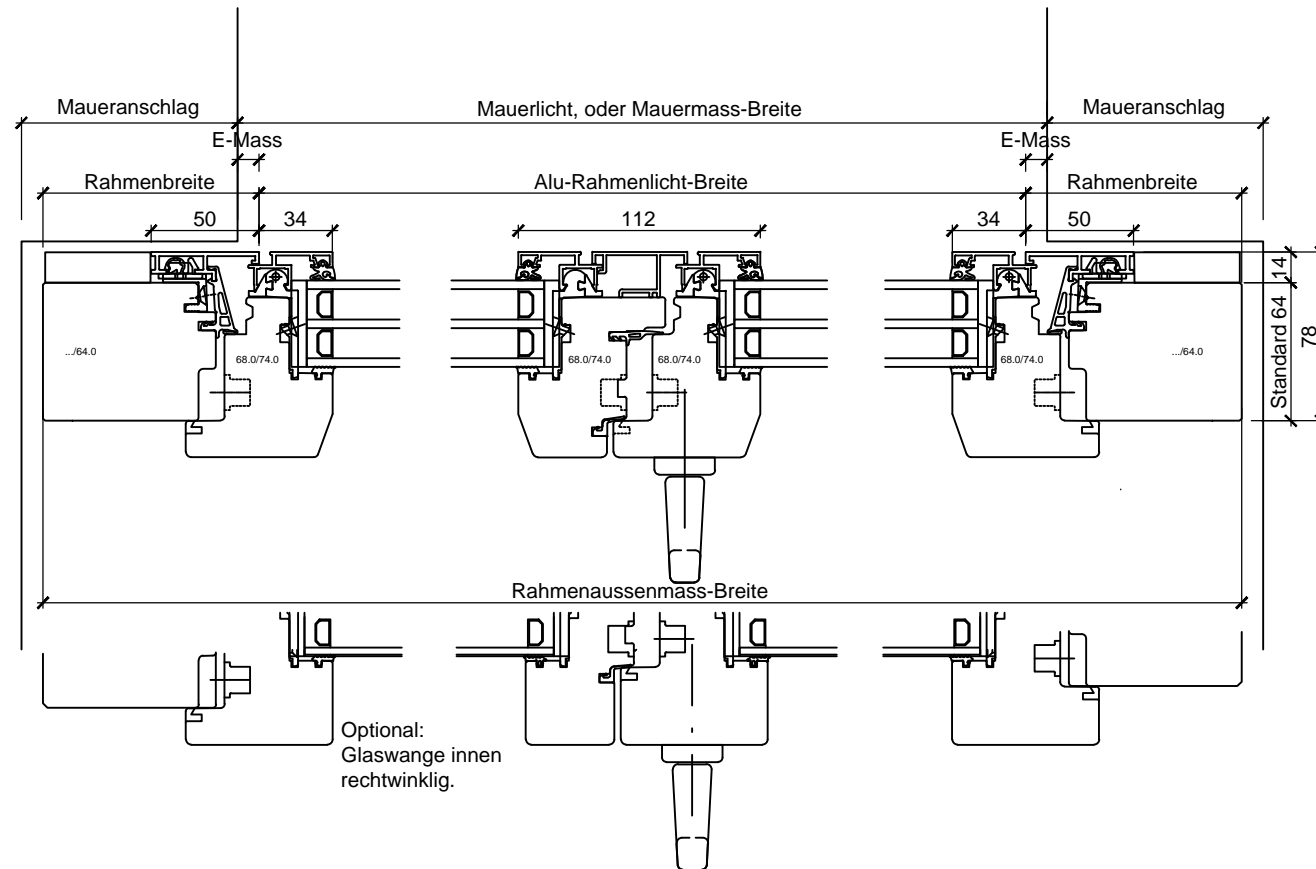 Maueranschlag
Mauerlicht, oder Mauermass-Breite
Maueranschlag
E-Mass
E-Mass
Rahmenbreite
Alu-Rahmenlicht-Breite
Rahmenbreite
50
34
112
34
50
14
Standard 64
78
.../64.0
68.0/74.0
68.0/74.0
68.0/74.0
68.0/74.0
.../64.0
Rahmenaussenmass-Breite
Optional:
Glaswange innen
rechtwinklig.